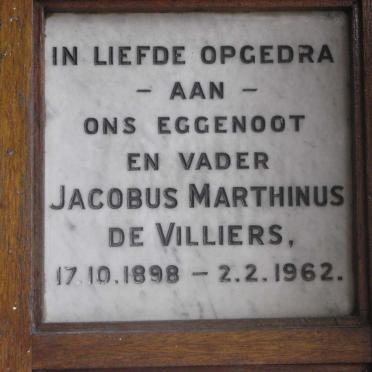 IN LIEFDE OPGEDRA
– AAN –
ONS EGGENOOT
EN VADER
JACOBUS MARTHINUS
DE VILLIERS,
17.10.1898 – 2.2.1962.